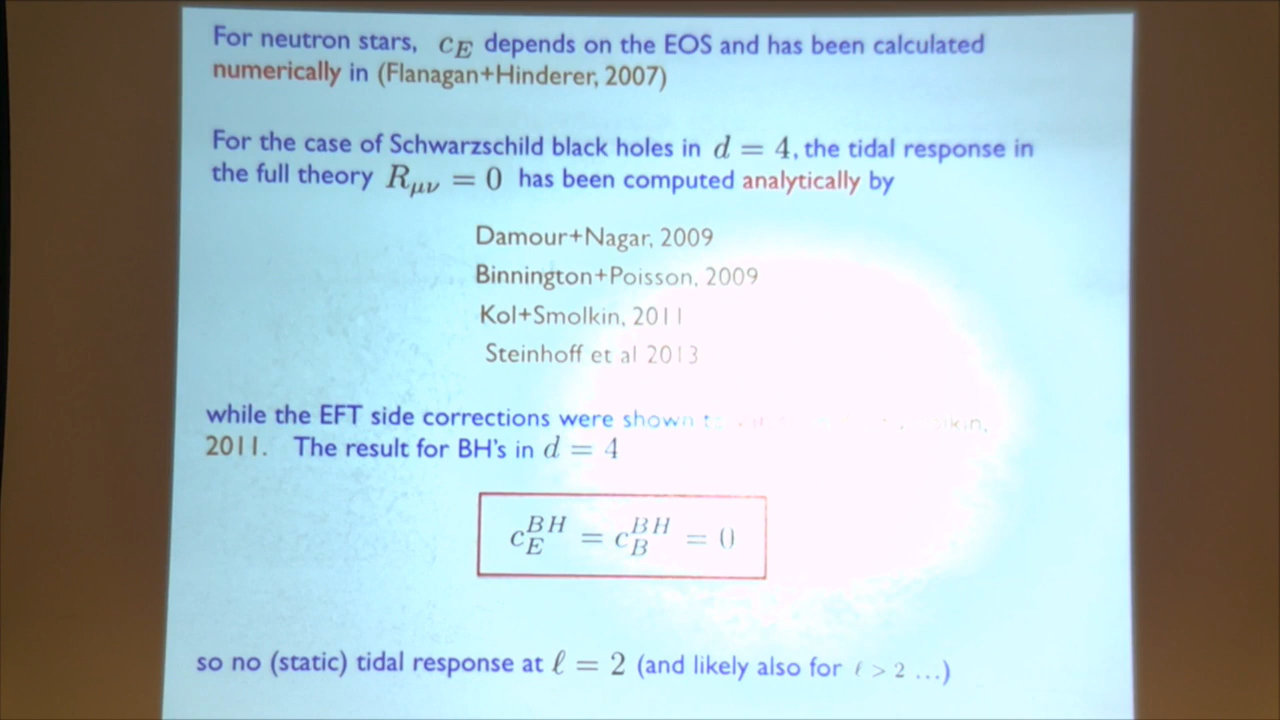 For neutron stars, c_E depends on the EOS and has been calculated
numerically in (Flanagan+Hinderer, 2007)
For the case of Schwarzschild black holes in d = 4, the tidal response in
the full theory R_{μν} = 0 has been computed analytically by
Damour+Nagar, 2009
Binnington+Poisson, 2009
Kol+Smolkin, 2011
Steinhoff et al 2013
while the EFT side corrections were shown
2011. The result for BH's in d = 4
c_E^{BH} = c_B^{BH} = 0
so no (static) tidal response at ℓ = 2 (and likely also for ℓ > 2 ...)